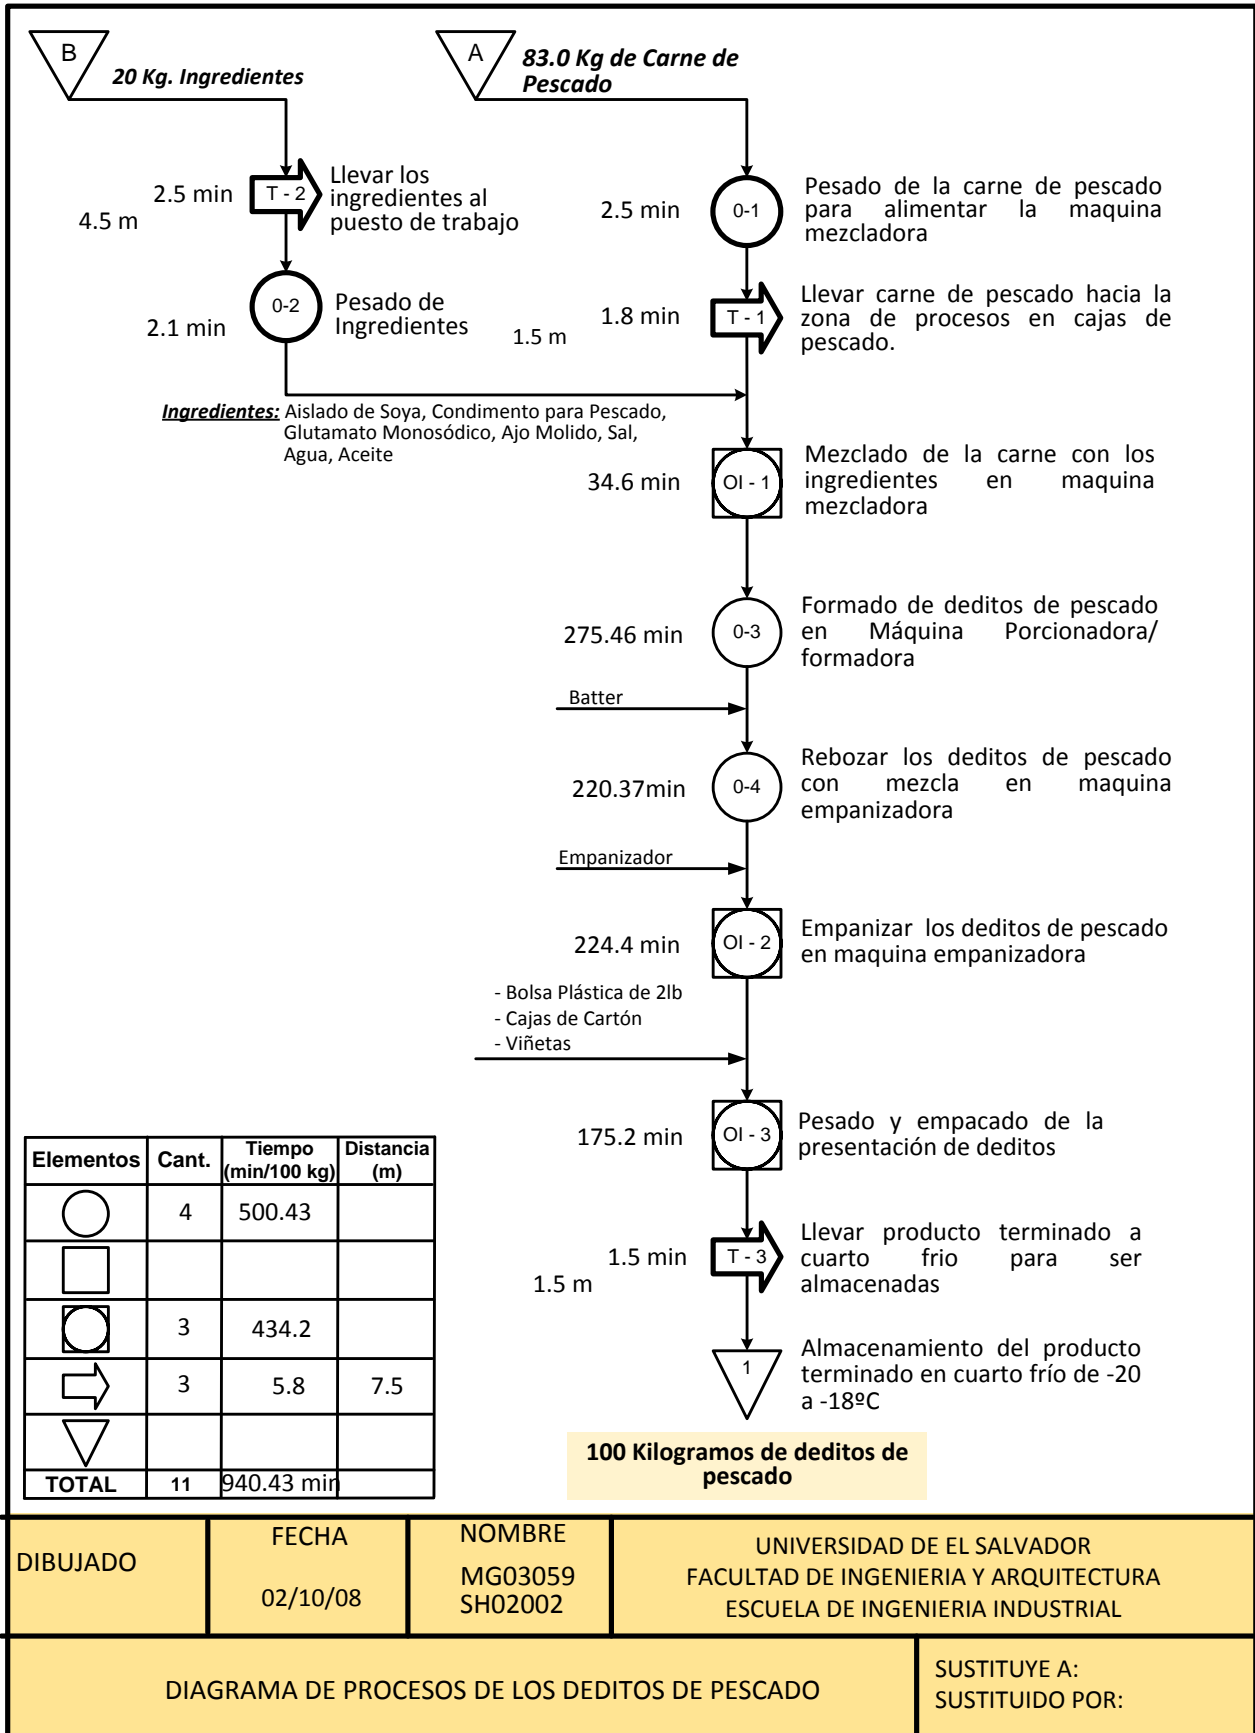 B
20 Kg. Ingredientes
A
83.0 Kg de Carne de
Pescado
2.5 min
4.5 m
T - 2
Llevar los
ingredientes al
puesto de trabajo
2.5 min
0-1
Pesado de la carne de pescado
para alimentar la maquina
mezcladora
2.1 min
0-2
Pesado de
Ingredientes
1.8 min
1.5 m
T - 1
Llevar carne de pescado hacia la
zona de procesos en cajas de
pescado.
Ingredientes: Aislado de Soya, Condimento para Pescado,
Glutamato Monosódico, Ajo Molido, Sal,
Agua, Aceite
34.6 min
OI - 1
Mezclado de la carne con los
ingredientes en maquina
mezcladora
275.46 min
0-3
Formado de deditos de pescado
en Máquina Porcionadora/
formadora
Batter
220.37min
0-4
Rebozar los deditos de pescado
con mezcla en maquina
empanizadora
Empanizador
224.4 min
OI - 2
Empanizar los deditos de pescado
en maquina empanizadora
- Bolsa Plástica de 2lb
- Cajas de Cartón
- Viñetas
175.2 min
OI - 3
Pesado y empacado de la
presentación de deditos
1.5 min
1.5 m
T - 3
Llevar producto terminado a
cuarto frio para ser
almacenadas
1
Almacenamiento del producto
terminado en cuarto frío de -20
a -18ºC
100 Kilogramos de deditos de
pescado
Elementos Cant. Tiempo (min/100 kg) Distancia (m)
4 500.43
3 434.2
3 5.8 7.5
TOTAL 11 940.43 min
DIBUJADO
FECHA
02/10/08
NOMBRE
MG03059
SH02002
UNIVERSIDAD DE EL SALVADOR
FACULTAD DE INGENIERIA Y ARQUITECTURA
ESCUELA DE INGENIERIA INDUSTRIAL
DIAGRAMA DE PROCESOS DE LOS DEDITOS DE PESCADO
SUSTITUYE A:
SUSTITUIDO POR: